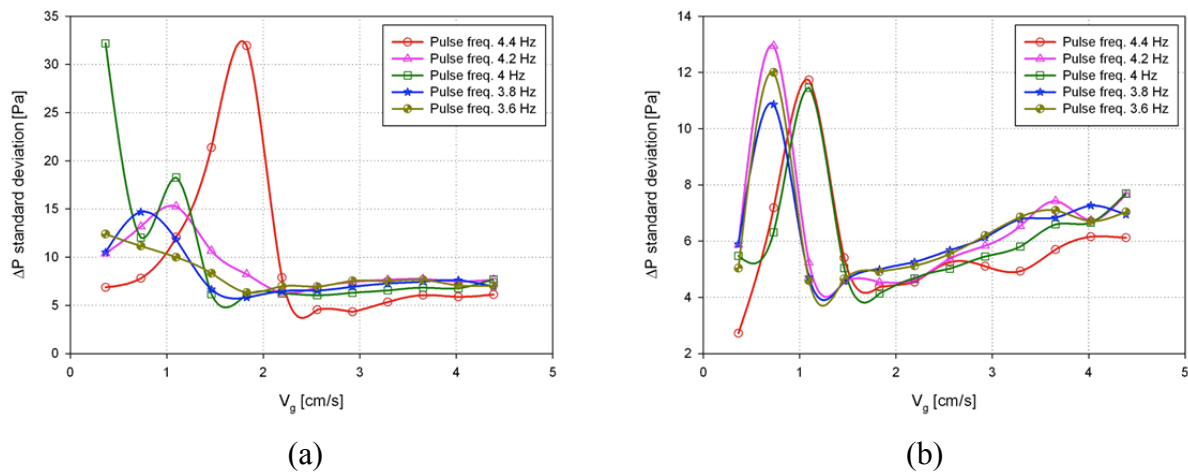 35
30
25
20
15
10
5
0
ΔP standard deviation [Pa]
Pulse freq. 4.4 Hz
Pulse freq. 4.2 Hz
Pulse freq. 4 Hz
Pulse freq. 3.8 Hz
Pulse freq. 3.6 Hz
0 1 2 3 4 5
Vg [cm/s]
(a)
14
12
10
8
6
4
2
ΔP standard deviation [Pa]
Pulse freq. 4.4 Hz
Pulse freq. 4.2 Hz
Pulse freq. 4 Hz
Pulse freq. 3.8 Hz
Pulse freq. 3.6 Hz
0 1 2 3 4 5
Vg [cm/s]
(b)